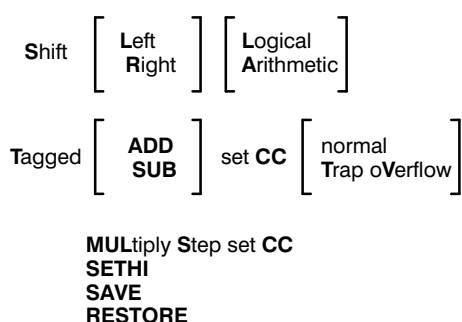 Shift [ Left Right ] [ Logical Arithmetic ]
Tagged [ ADD SUB ] set CC [ normal Trap oVerflow ]
MULtiply Step set CC
SETHI
SAVE
RESTORE